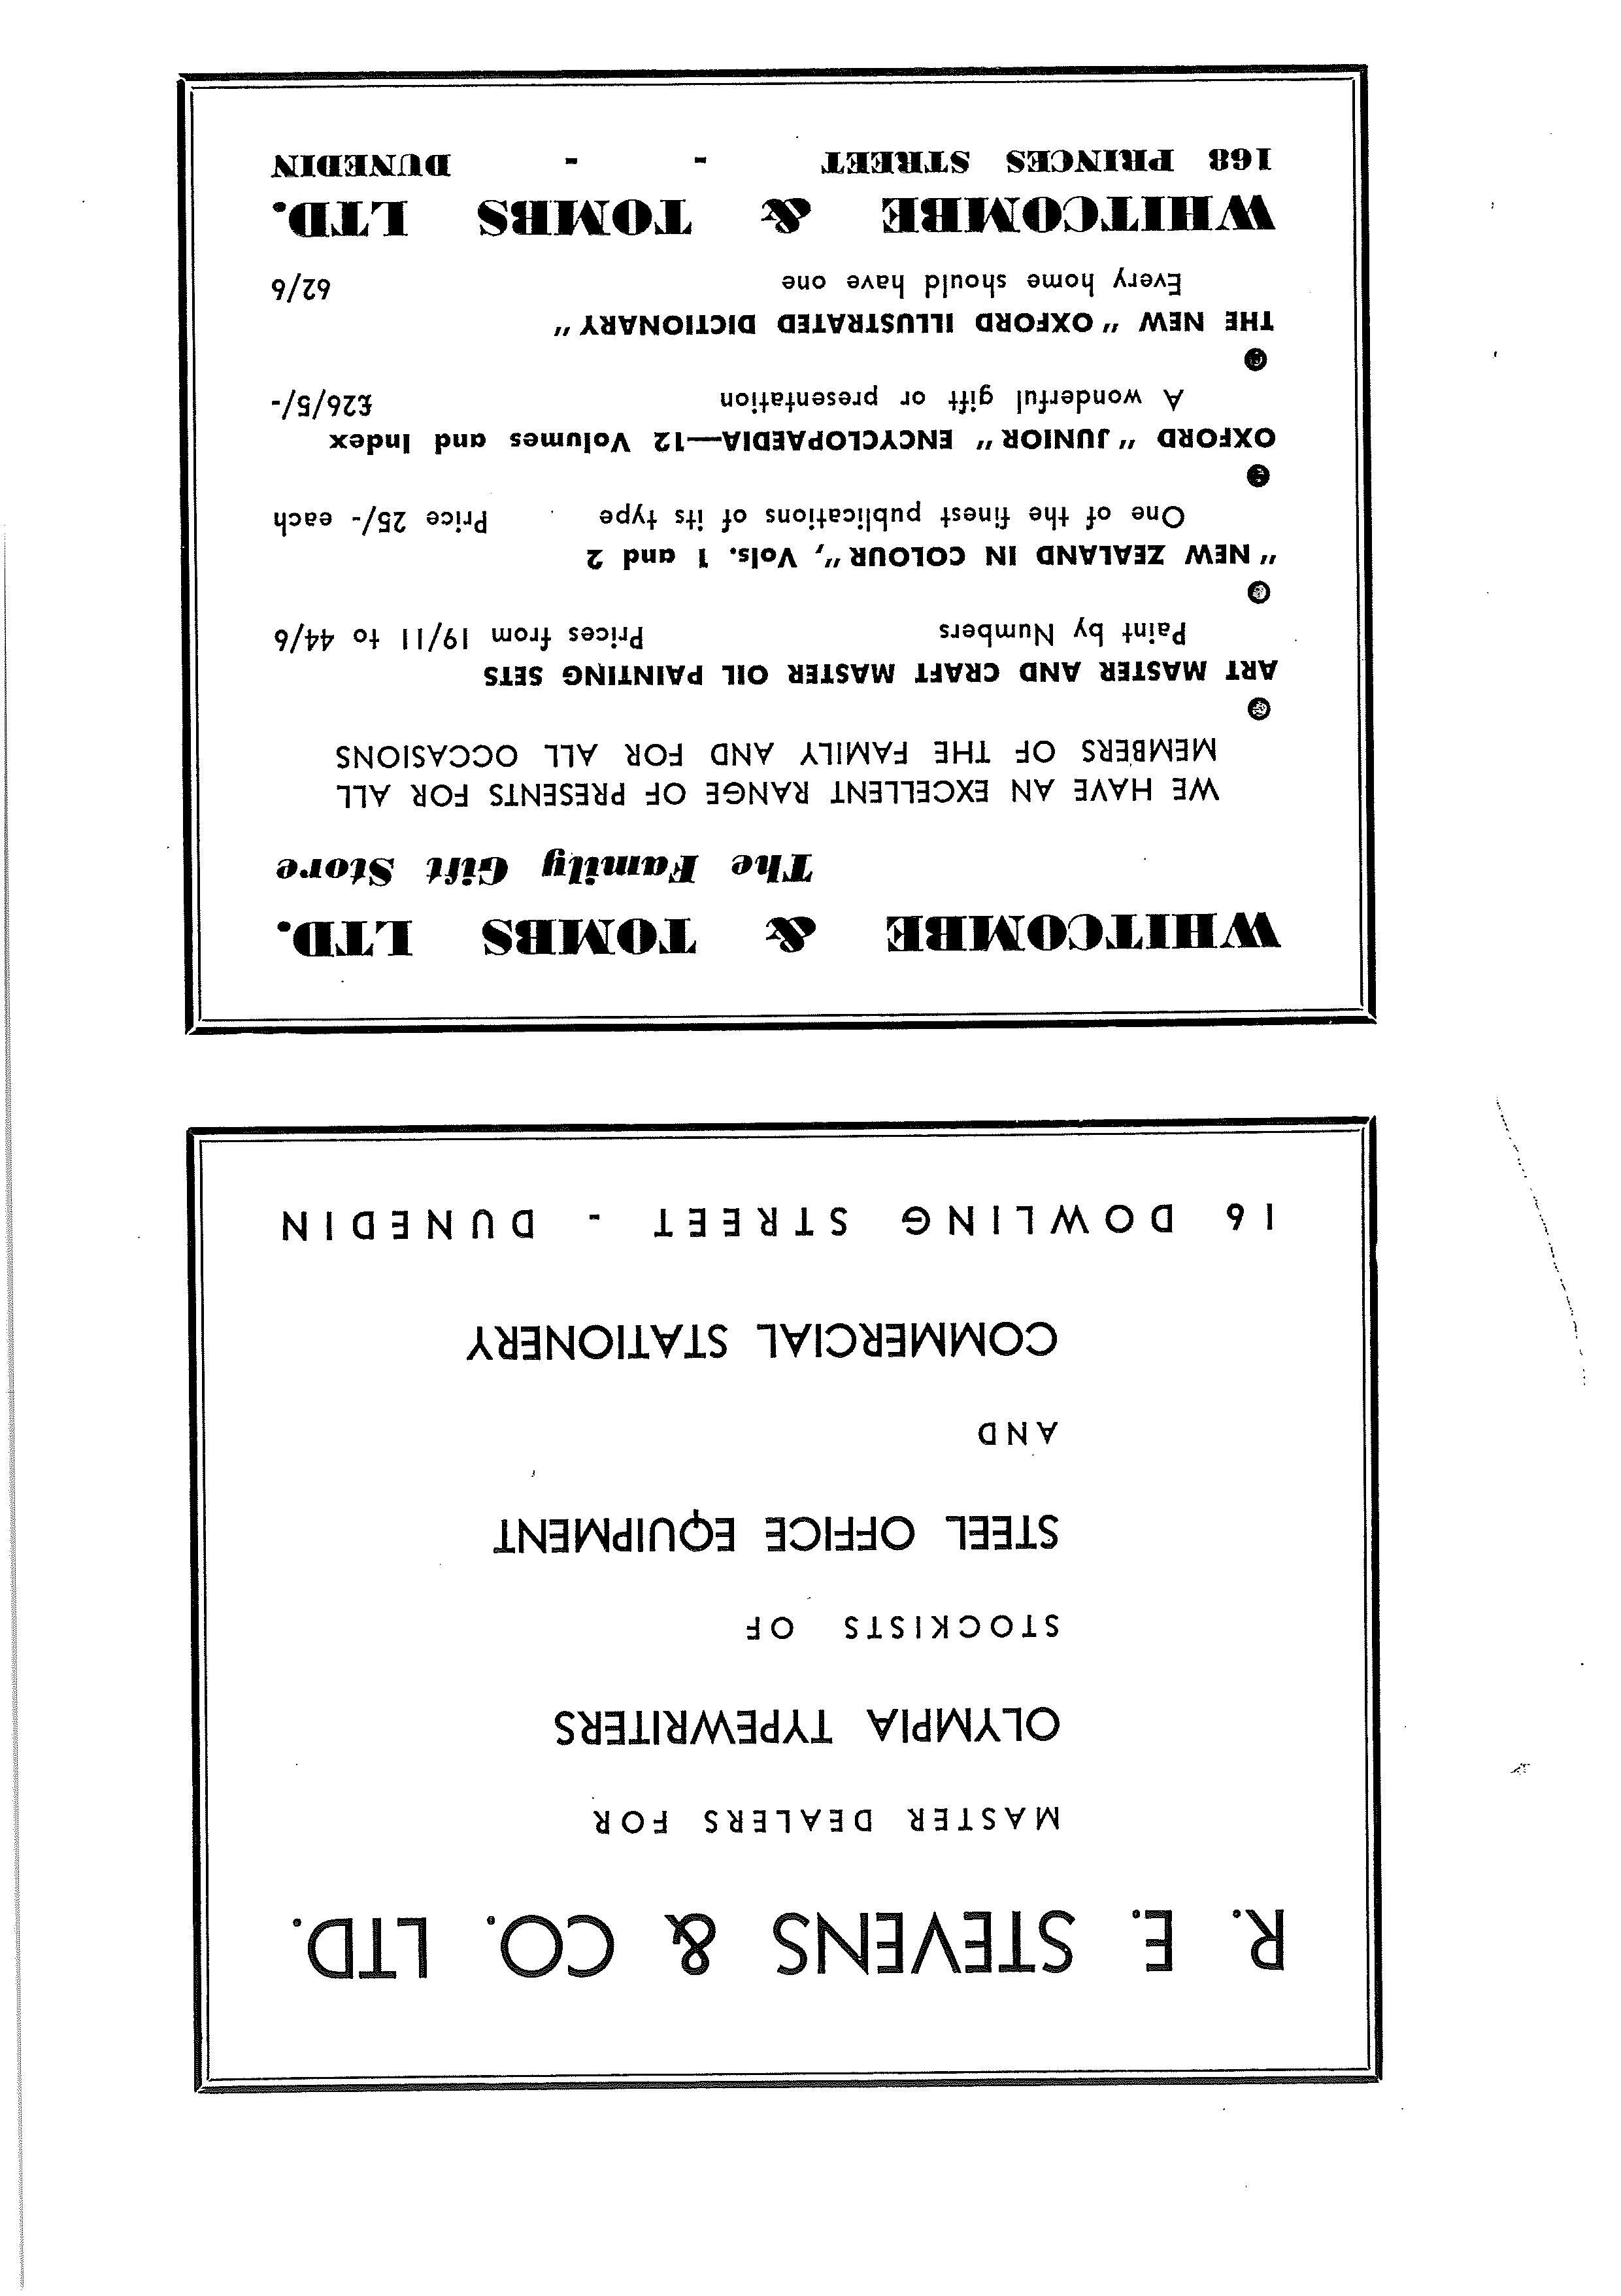 R. E. STEVENS & CO. LTD.
MASTER DEALERS FOR
OLYMPIA TYPEWRITERS
STOCKISTS OF
STEEL OFFICE EQUIPMENT
AND
COMMERCIAL STATIONERY
16 DOWLING STREET - DUNEDIN
WHITCOMBE & TOMBS LTD.
The Family Gift Store
WE HAVE AN EXCELLENT RANGE OF PRESENTS FOR ALL
MEMBERS OF THE FAMILY AND FOR ALL OCCASIONS
ART MASTER AND CRAFT MASTER OIL PAINTING SETS
Paint by Numbers Prices from 19/11 to 44/6
"NEW ZEALAND IN COLOUR", Vols. 1 and 2
One of the finest publications of its type Price 25/- each
OXFORD "JUNIOR" ENCYCLOPAEDIA—12 Volumes and Index
A wonderful gift or presentation £26/5/-
THE NEW "OXFORD ILLUSTRATED DICTIONARY"
Every home should have one 62/6
WHITCOMBE & TOMBS LTD.
168 PRINCES STREET - - DUNEDIN